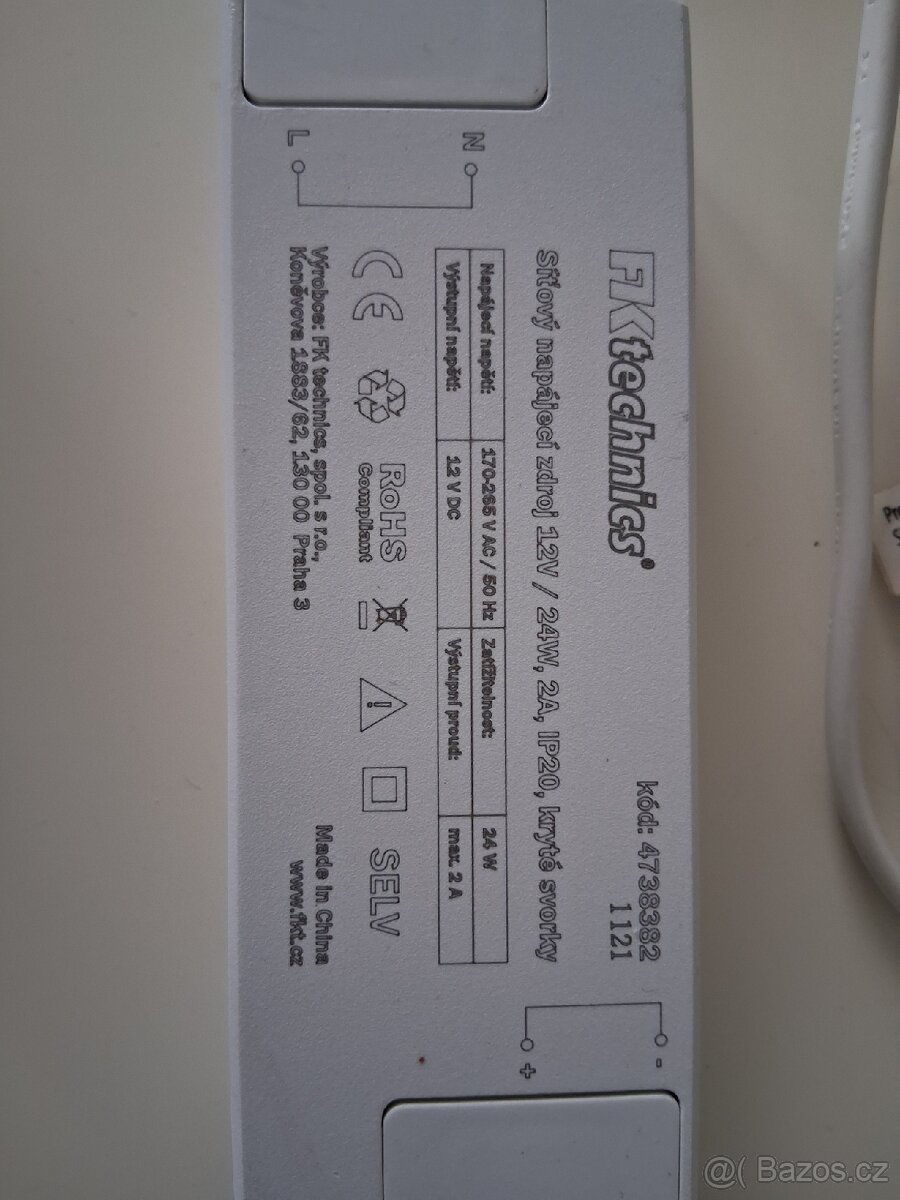 FKtechnics®
kód: 4738382
1121
Síťový napájecí zdroj 12V / 24W, 2A, IP20, kryté svorky
Napájecí napětí: 170-265 V AC / 50 Hz Zatížitelnost: 24 W
Výstupní napětí: 12 V DC Výstupní proud: max. 2 A
CE RoHS compliant SELV
Výrobce: FK technics, spol. s r.o.,
Koněvova 1883/62, 130 00 Praha 3
Made in China
www.fkt.cz
N
L
-
+
@( Bazos.cz